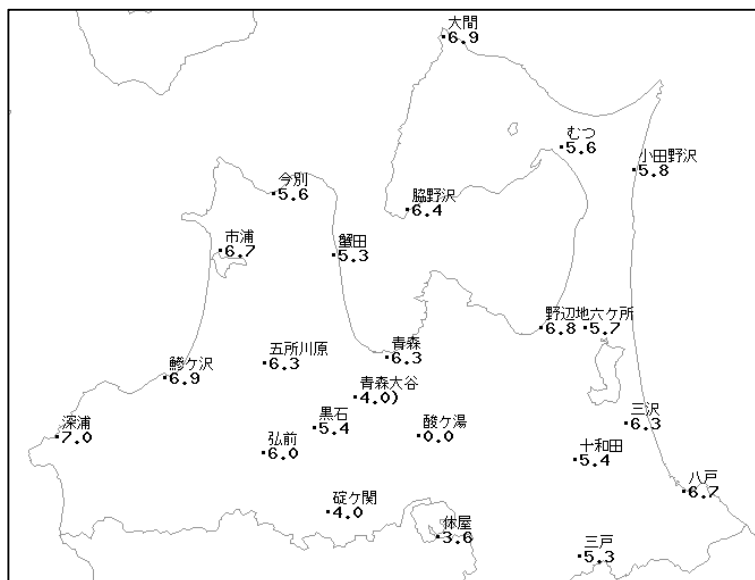 大間
6.9
むつ
5.6
小田野沢
5.8
今別
5.6
脇野沢
6.4
市浦
6.7
蟹田
5.3
野辺地
6.8
六ケ所
5.7
青森
6.3
五所川原
6.3
鰺ケ沢
6.9
青森大谷
4.0)
三沢
6.3
黒石
5.4
酸ケ湯
0.0
深浦
7.0
弘前
6.0
十和田
5.4
八戸
6.7
碇ケ関
4.0
休屋
3.6
三戸
5.3